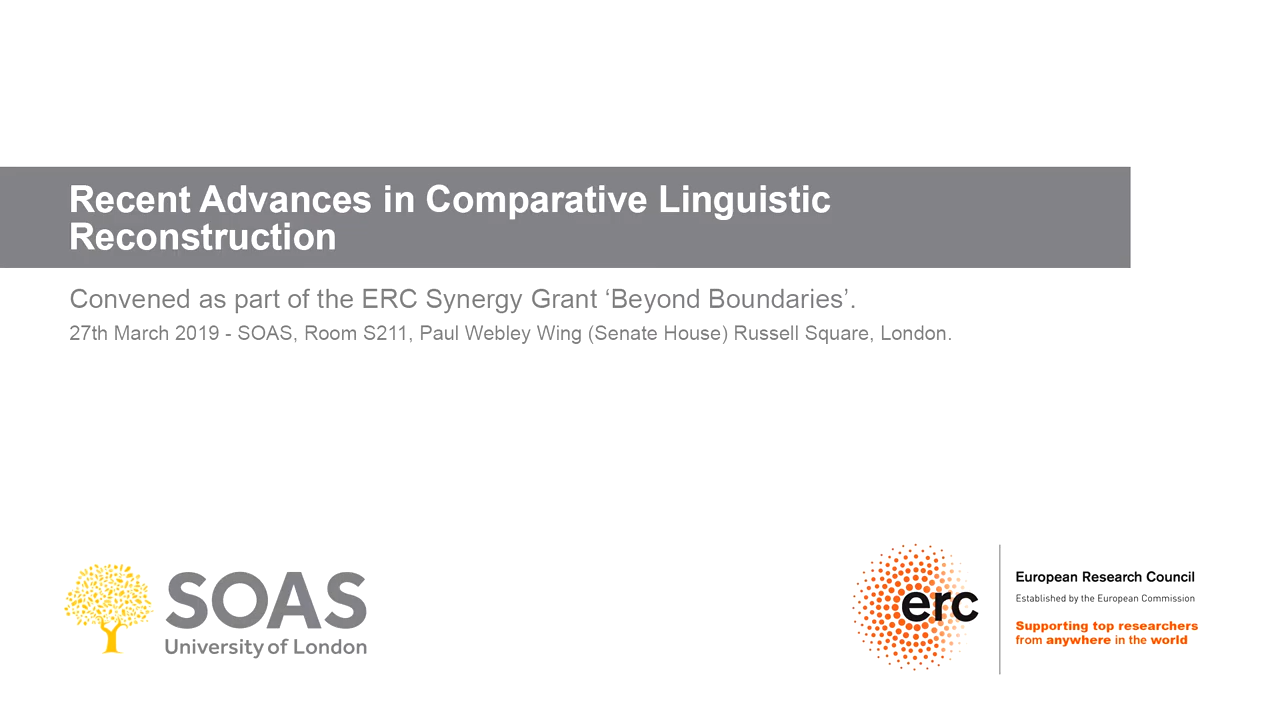 Recent Advances in Comparative Linguistic
Reconstruction
Convened as part of the ERC Synergy Grant ‘Beyond Boundaries’.
27th March 2019 - SOAS, Room S211, Paul Webley Wing (Senate House) Russell Square, London.
SOAS
University of London
erc
European Research Council
Established by the European Commission
Supporting top researchers
from anywhere in the world